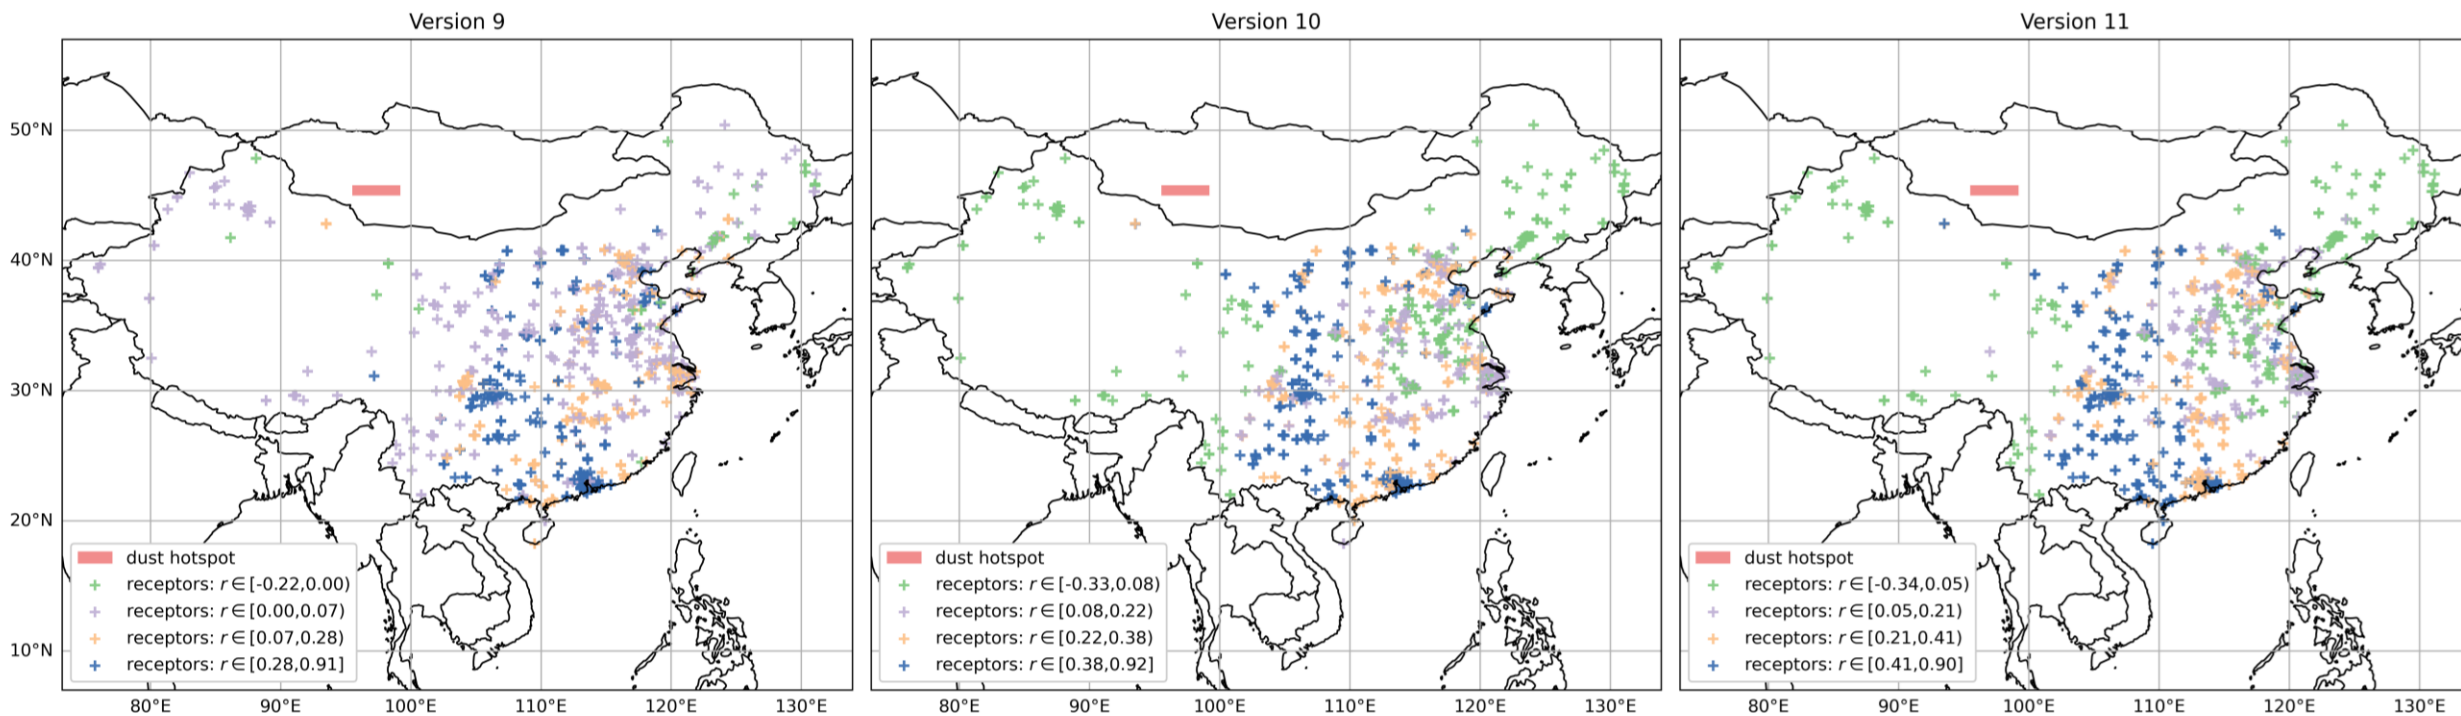 Version 9
Version 10
Version 11
50°N
40°N
30°N
20°N
10°N
dust hotspot
receptors: r ∈ [-0.22,0.00)
receptors: r ∈ [0.00,0.07)
receptors: r ∈ [0.07,0.28)
receptors: r ∈ [0.28,0.91]
dust hotspot
receptors: r ∈ [-0.33,0.08)
receptors: r ∈ [0.08,0.22)
receptors: r ∈ [0.22,0.38)
receptors: r ∈ [0.38,0.92]
dust hotspot
receptors: r ∈ [-0.34,0.05)
receptors: r ∈ [0.05,0.21)
receptors: r ∈ [0.21,0.41)
receptors: r ∈ [0.41,0.90]
80°E 90°E 100°E 110°E 120°E 130°E
80°E 90°E 100°E 110°E 120°E 130°E
80°E 90°E 100°E 110°E 120°E 130°E